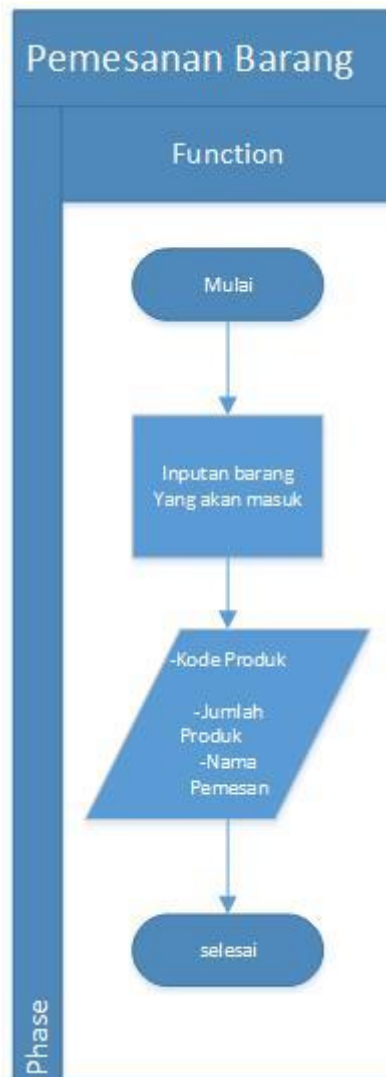 Pemesanan Barang
Function
Mulai
Inputan barang
Yang akan masuk
-Kode Produk
-Jumlah
Produk
-Nama
Pemesan
selesai
Phase